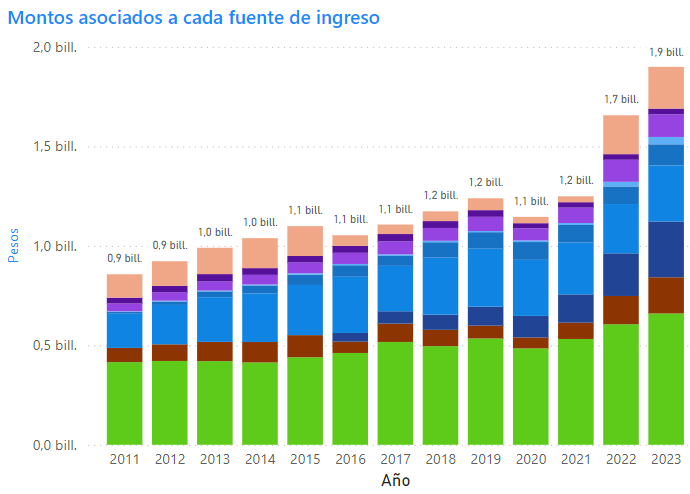 Montos asociados a cada fuente de ingreso
2,0 bill.
1,5 bill.
1,0 bill.
0,5 bill.
0,0 bill.
Pesos
0,9 bill.
0,9 bill.
1,0 bill.
1,0 bill.
1,1 bill.
1,1 bill.
1,1 bill.
1,2 bill.
1,2 bill.
1,1 bill.
1,2 bill.
1,7 bill.
1,9 bill.
2011 2012 2013 2014 2015 2016 2017 2018 2019 2020 2021 2022 2023
Año